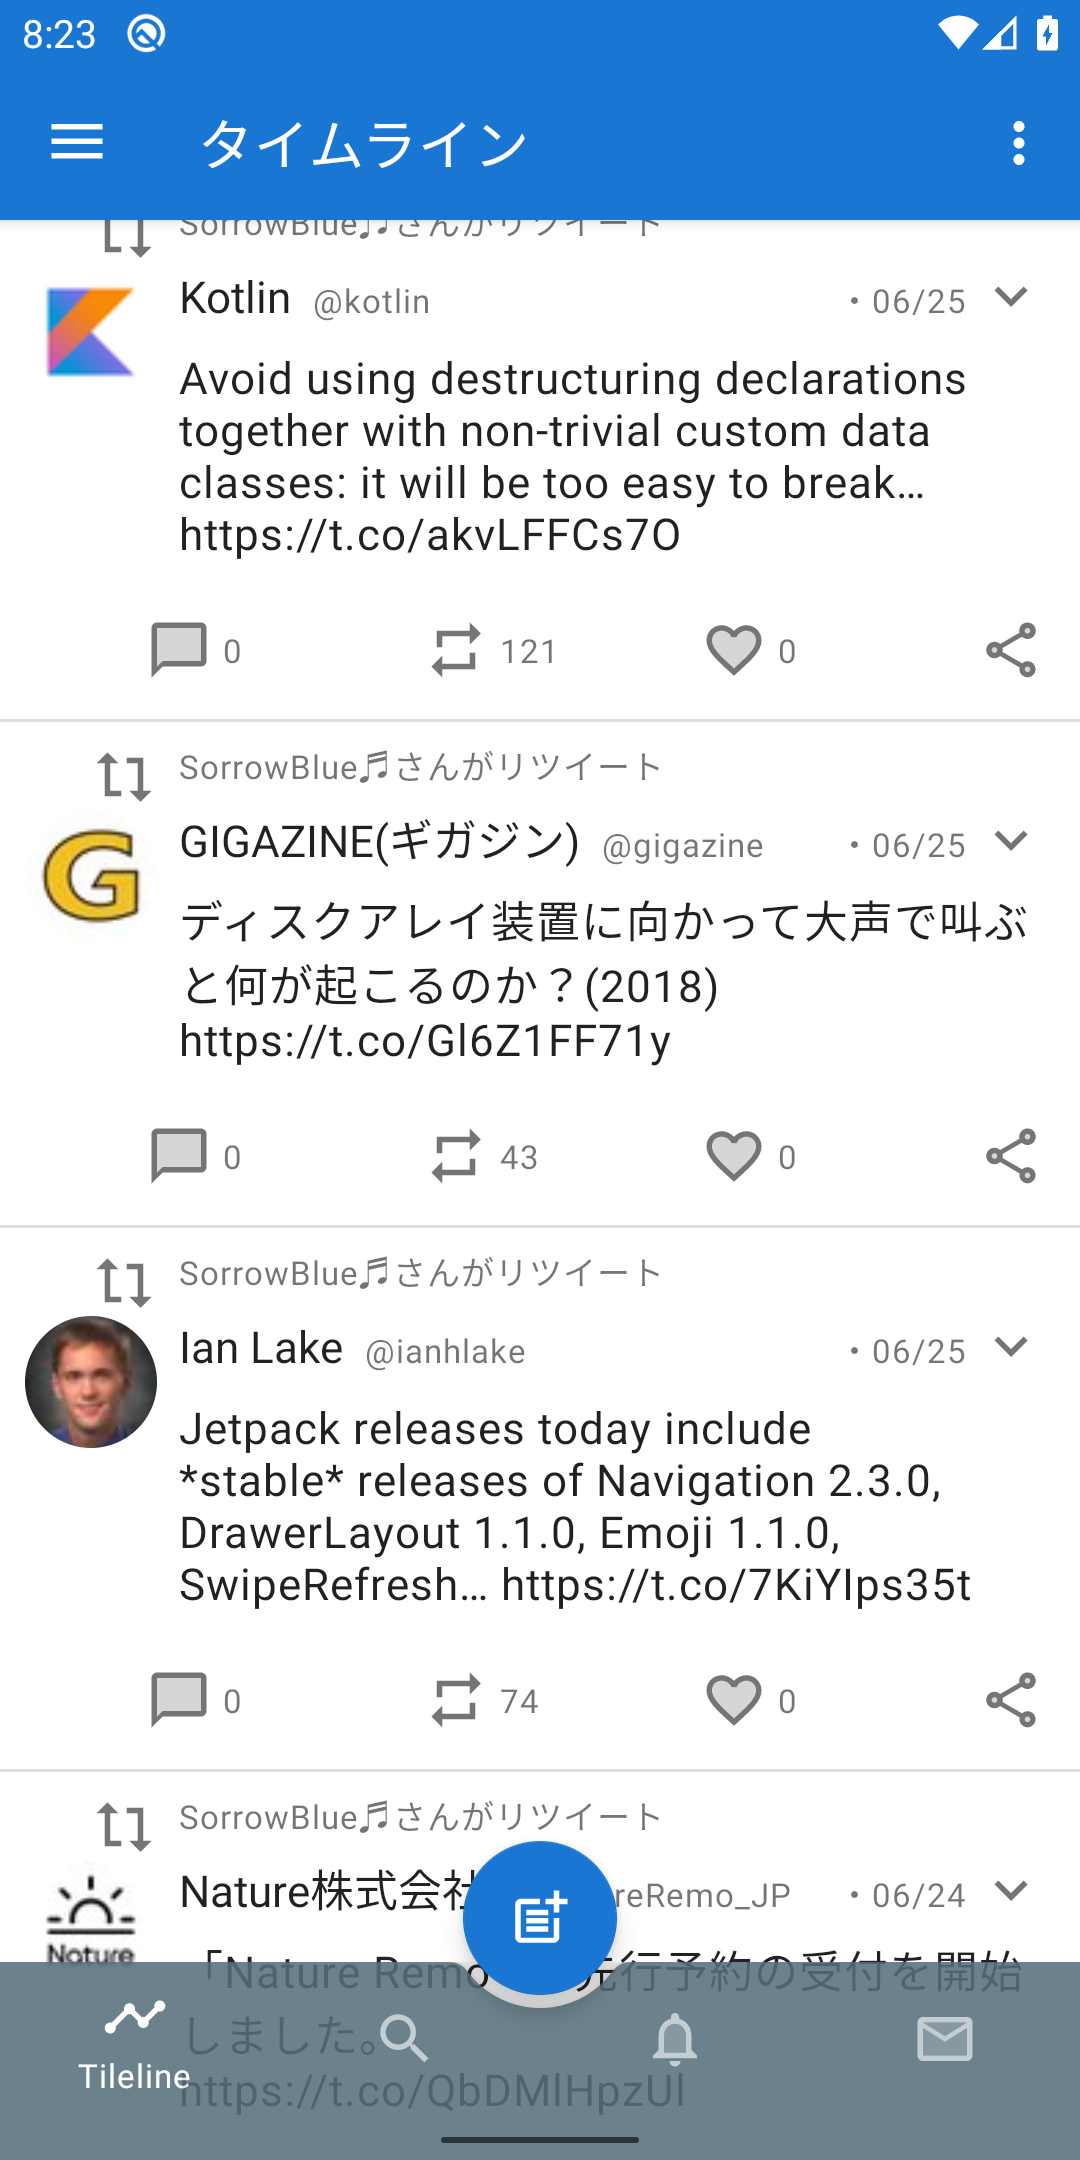 8:23
タイムライン
SorrowBlue♬さんがリツイート
Kotlin @kotlin • 06/25
Avoid using destructuring declarations
together with non-trivial custom data
classes: it will be too easy to break…
https://t.co/akvLFFCs7O
0 121 0
SorrowBlue♬さんがリツイート
GIGAZINE(ギガジン) @gigazine • 06/25
ディスクアレイ装置に向かって大声で叫ぶ
と何が起こるのか？(2018)
https://t.co/Gl6Z1FF71y
0 43 0
SorrowBlue♬さんがリツイート
Ian Lake @ianhlake • 06/25
Jetpack releases today include
*stable* releases of Navigation 2.3.0,
DrawerLayout 1.1.0, Emoji 1.1.0,
SwipeRefresh… https://t.co/7KiYIps35t
0 74 0
SorrowBlue♬さんがリツイート
Nature
Nature株式会社 reRemo_JP • 06/24
「Nature Remo 先行予約の受付を開始
しました。
https://t.co/QbDMlHpzUl
Tileline